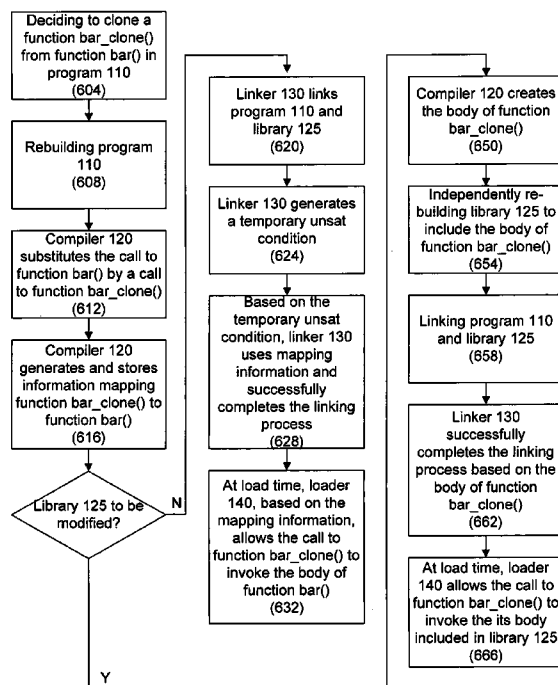 Deciding to clone a
function bar_clone()
from function bar() in
program 110
(604)
Rebuilding program
110
(608)
Compiler 120
substitutes the call to
function bar() by a call
to function bar_clone()
(612)
Compiler 120
generates and stores
information mapping
function bar_clone() to
function bar()
(616)
Library 125 to be
modified?
N
Y
Linker 130 links
program 110 and
library 125
(620)
Linker 130 generates
a temporary unsat
condition
(624)
Based on the
temporary unsat
condition, linker 130
uses mapping
information and
successfully
completes the linking
process
(628)
At load time, loader
140, based on the
mapping information,
allows the call to
function bar_clone() to
invoke the body of
function bar()
(632)
Compiler 120 creates
the body of function
bar_clone()
(650)
Independently re-
building library 125 to
include the body of
function bar_clone()
(654)
Linking program 110
and library 125
(658)
Linker 130
successfully
completes the linking
process based on the
body of function
bar_clone()
(662)
At load time, loader
140 allows the call to
function bar_clone() to
invoke the its body
included in library 125
(666)